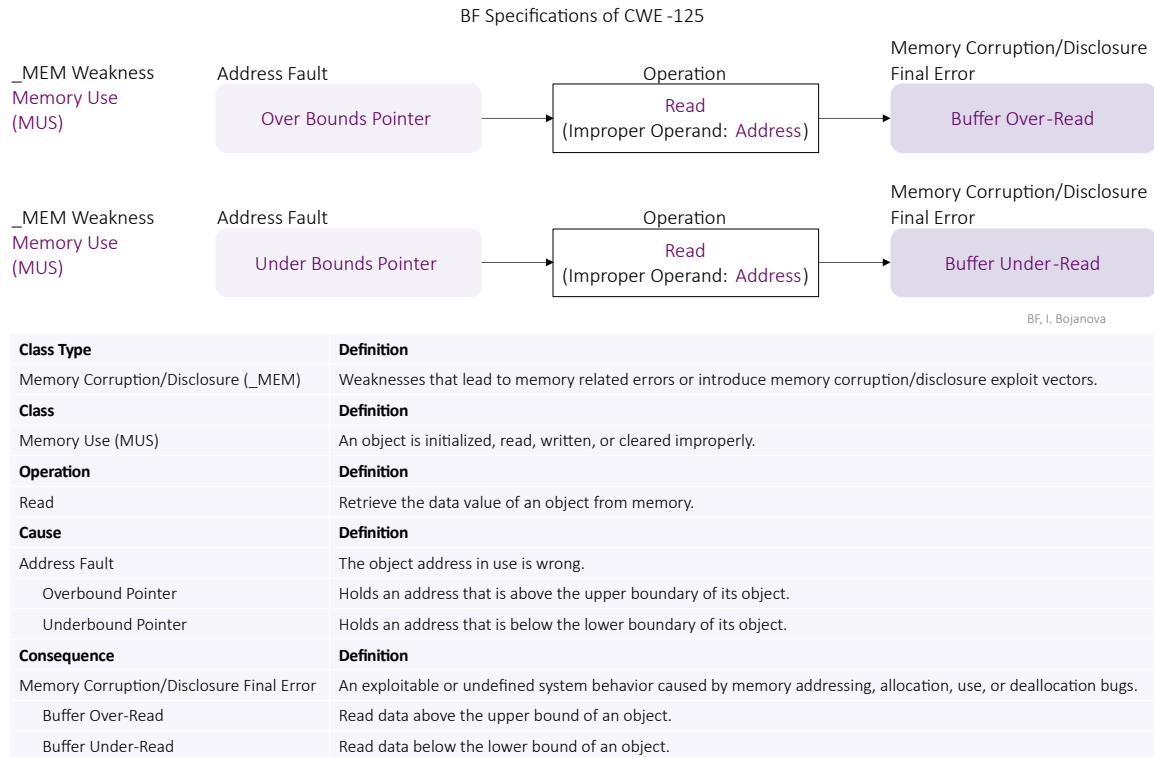 BF Specifications of CWE-125
_MEM Weakness
Memory Use
(MUS)
Address Fault
Over Bounds Pointer
Operation
Read
(Improper Operand: Address)
Memory Corruption/Disclosure
Final Error
Buffer Over-Read
_MEM Weakness
Memory Use
(MUS)
Address Fault
Under Bounds Pointer
Operation
Read
(Improper Operand: Address)
Memory Corruption/Disclosure
Final Error
Buffer Under-Read
BF, I. Bojanova
Class Type Definition
Memory Corruption/Disclosure (_MEM) Weaknesses that lead to memory related errors or introduce memory corruption/disclosure exploit vectors.
Class Definition
Memory Use (MUS) An object is initialized, read, written, or cleared improperly.
Operation Definition
Read Retrieve the data value of an object from memory.
Cause Definition
Address Fault The object address in use is wrong.
Overbound Pointer Holds an address that is above the upper boundary of its object.
Underbound Pointer Holds an address that is below the lower boundary of its object.
Consequence Definition
Memory Corruption/Disclosure Final Error An exploitable or undefined system behavior caused by memory addressing, allocation, use, or deallocation bugs.
Buffer Over-Read Read data above the upper bound of an object.
Buffer Under-Read Read data below the lower bound of an object.